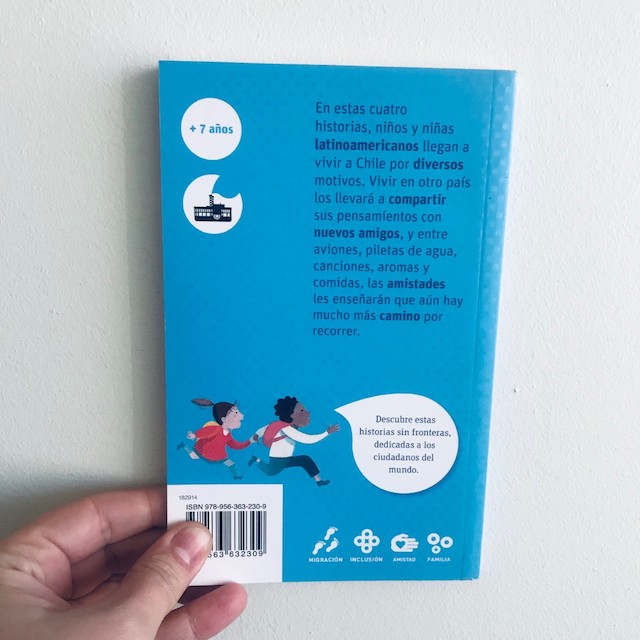 + 7 años
En estas cuatro
historias, niños y niñas
latinoamericanos llegan a
vivir a Chile por diversos
motivos. Vivir en otro país
los llevará a compartir
sus pensamientos con
nuevos amigos, y entre
aviones, piletas de agua,
canciones, aromas y
comidas, las amistades
les enseñarán que aún hay
mucho más camino por
recorrer.
Descubre estas
historias sin fronteras,
dedicadas a los
ciudadanos del
mundo.
182914
ISBN 978-956-363-230-9
563632309
MIGRACIÓN INCLUSIÓN AMISTAD FAMILIA